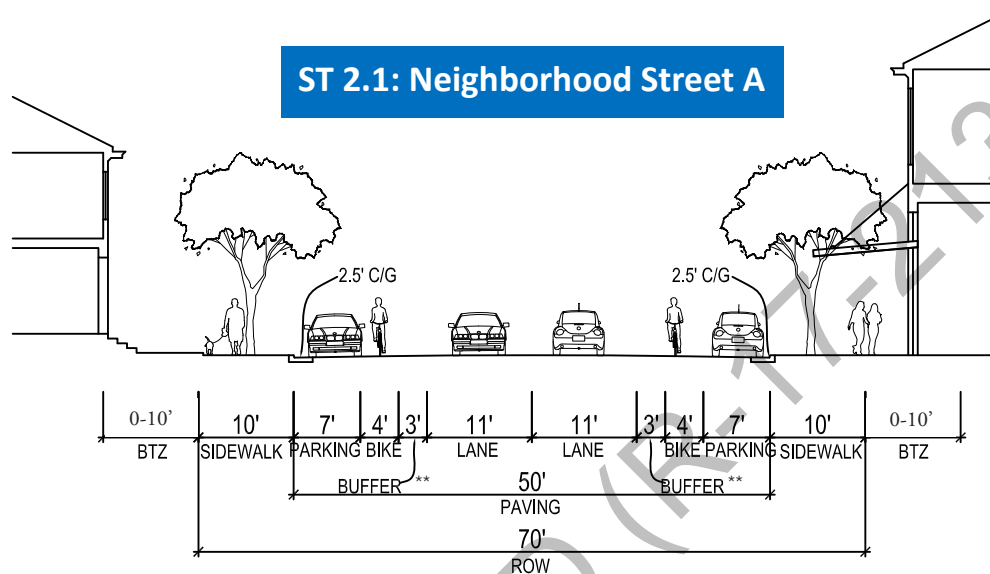 ST 2.1: Neighborhood Street A
2.5' C/G 2.5' C/G
0-10’ 10' 7' 4' 3' 11' 11' 3' 4' 7' 10' 0-10’
BTZ SIDEWALK PARKING BIKE LANE LANE BIKE PARKING SIDEWALK BTZ
BUFFER ** BUFFER **
50'
PAVING
70'
ROW
(R-17-213